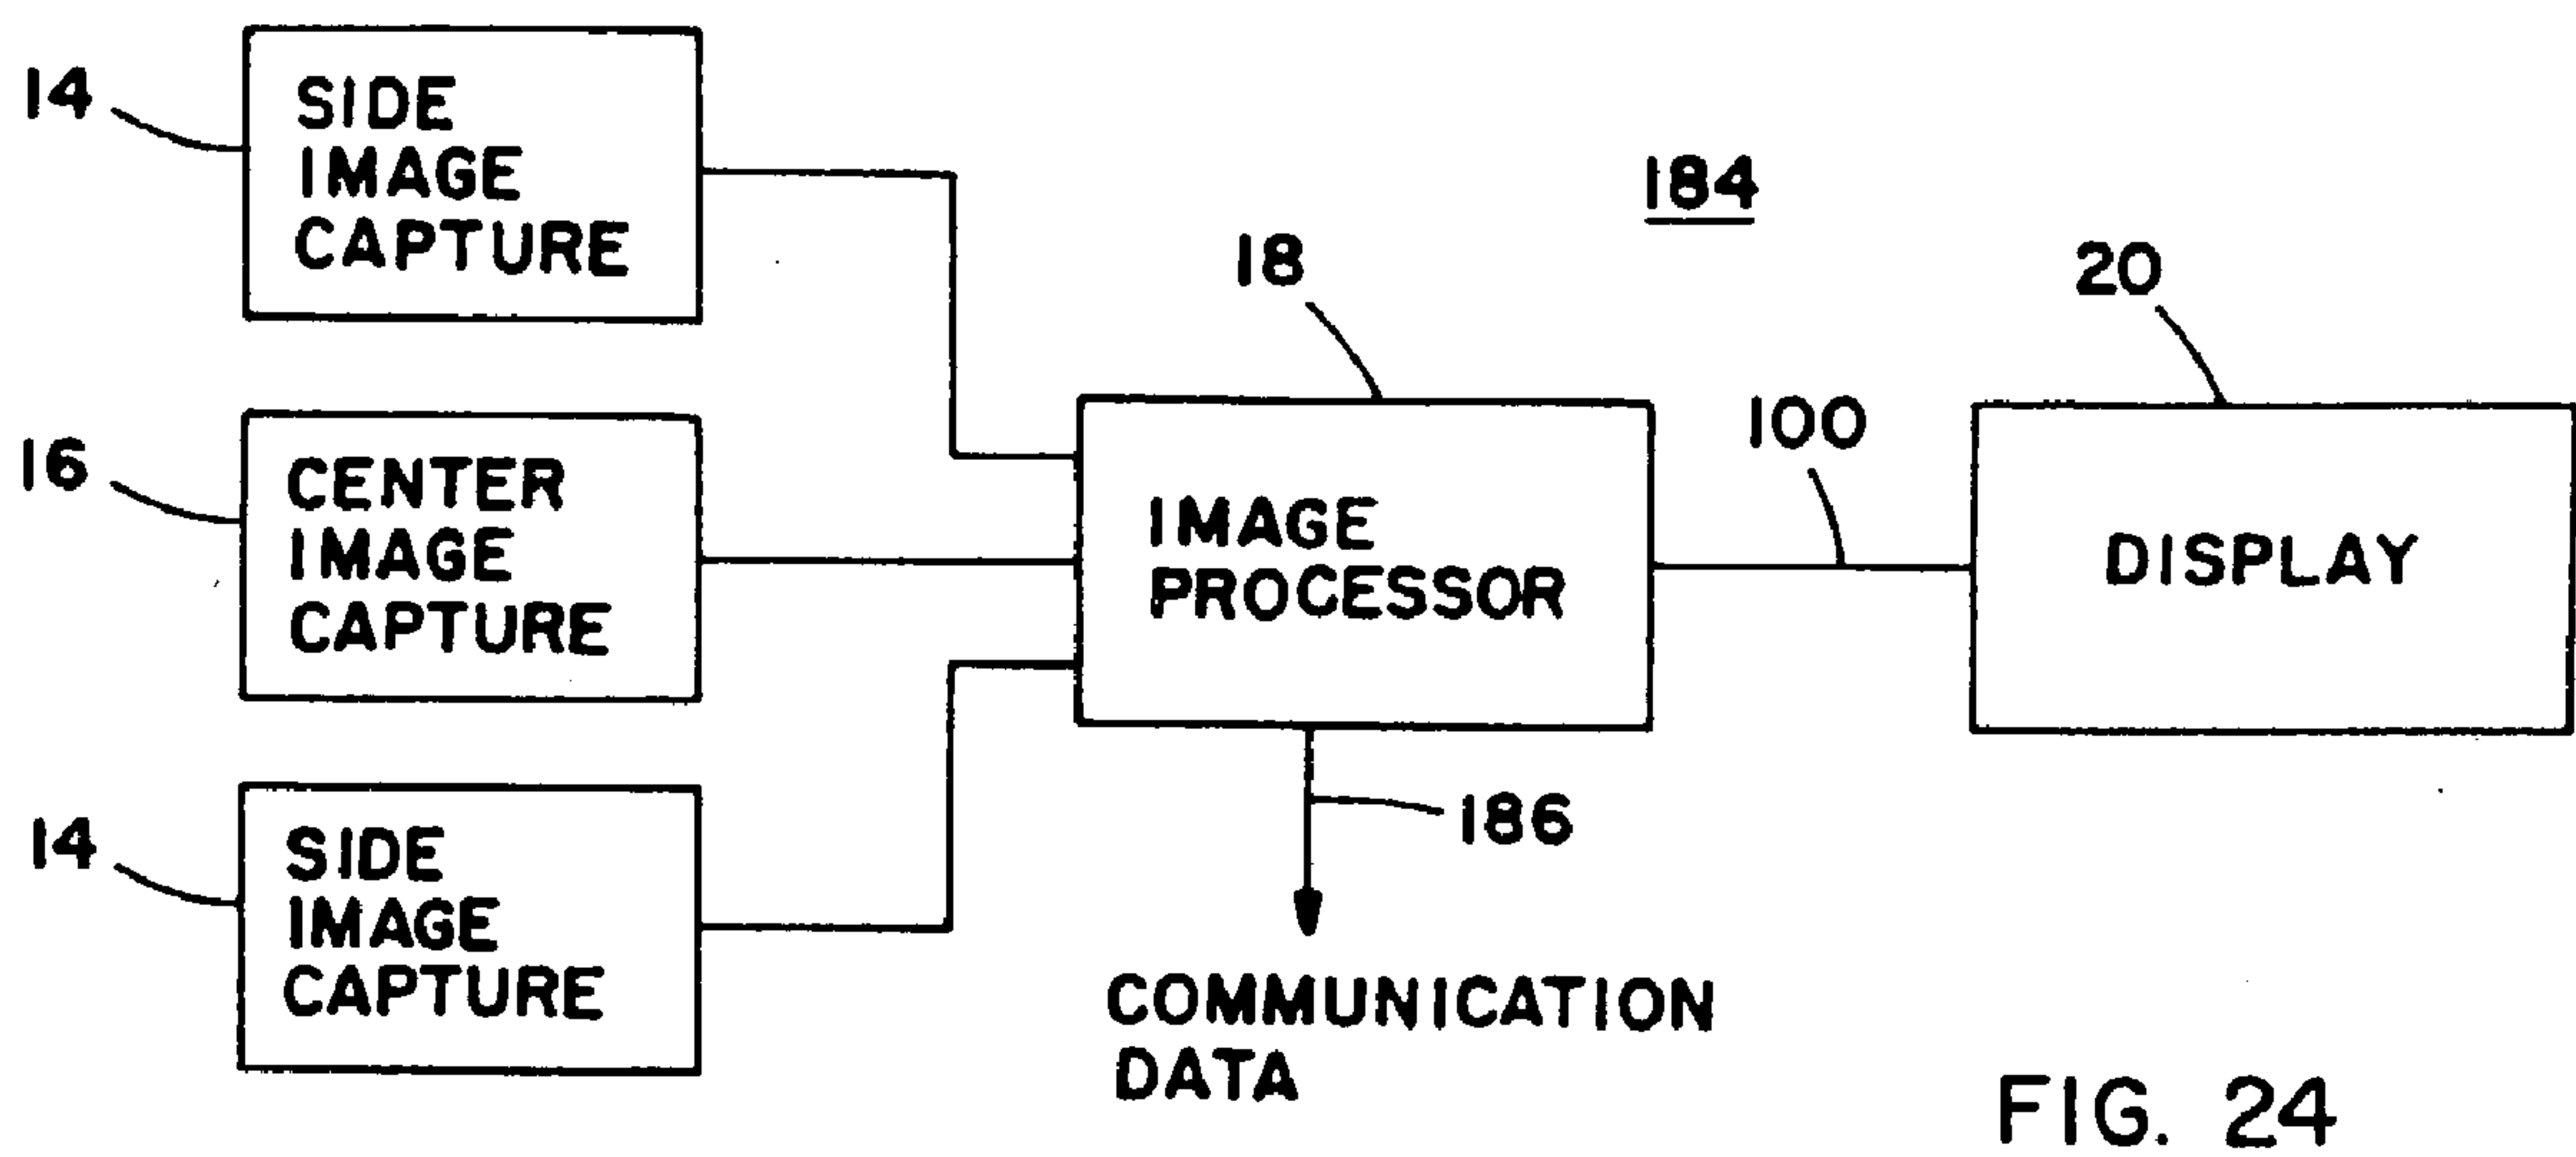 14
SIDE
IMAGE
CAPTURE
16
CENTER
IMAGE
CAPTURE
14
SIDE
IMAGE
CAPTURE
184
18
IMAGE
PROCESSOR
100
20
DISPLAY
186
COMMUNICATION
DATA
FIG. 24